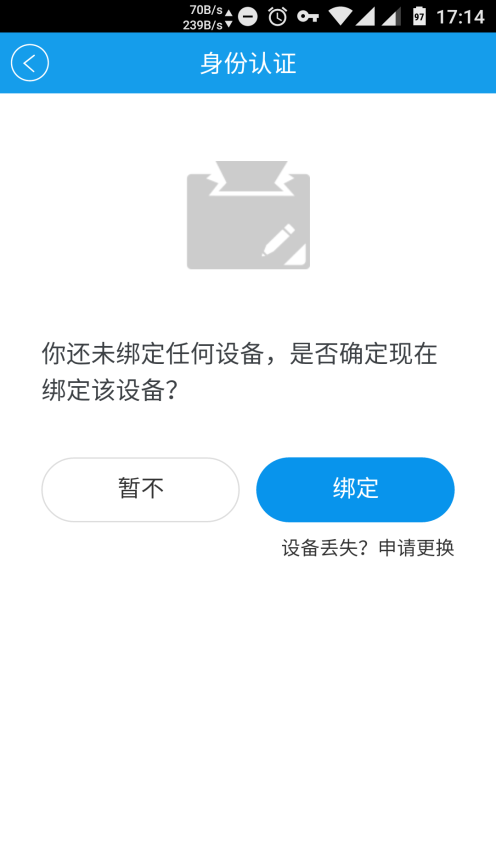 70B/s
239B/s
97
17:14
身份认证
你还未绑定任何设备，是否确定现在
绑定该设备？
暂不
绑定
设备丢失？申请更换